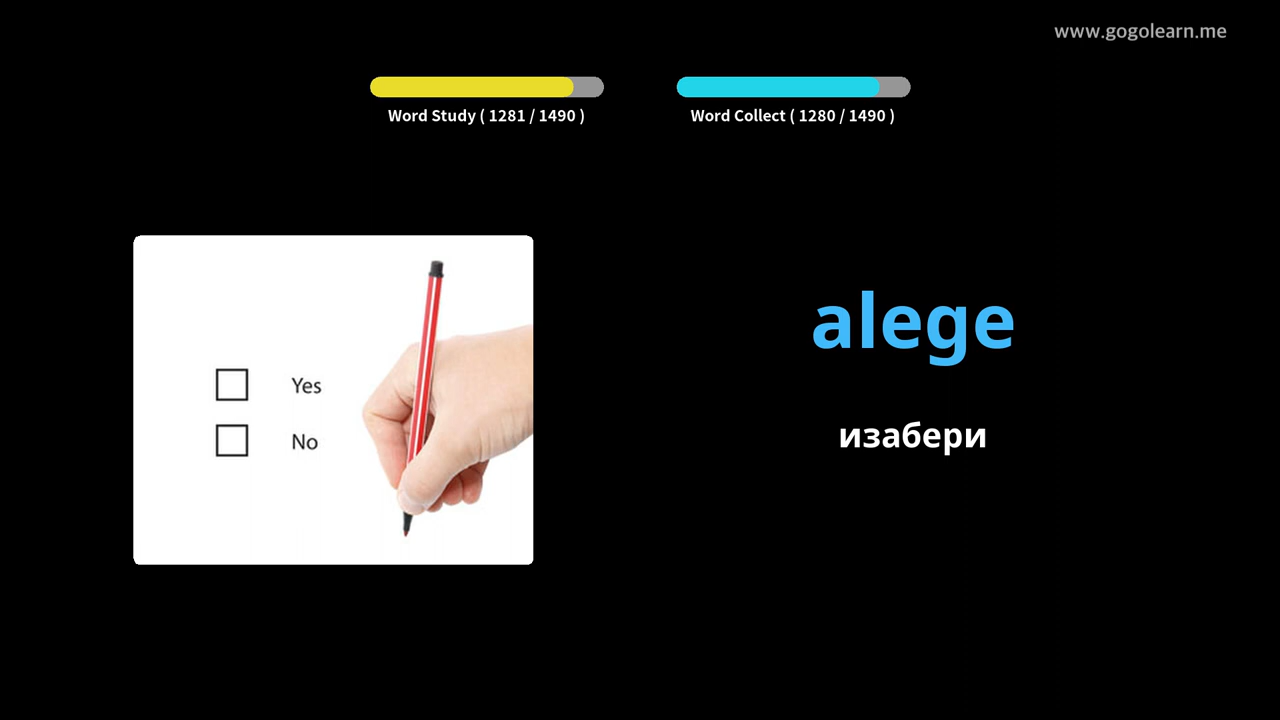 www.gogolearn.me
Word Study ( 1281 / 1490 )
Word Collect ( 1280 / 1490 )
Yes
No
alege
изабери